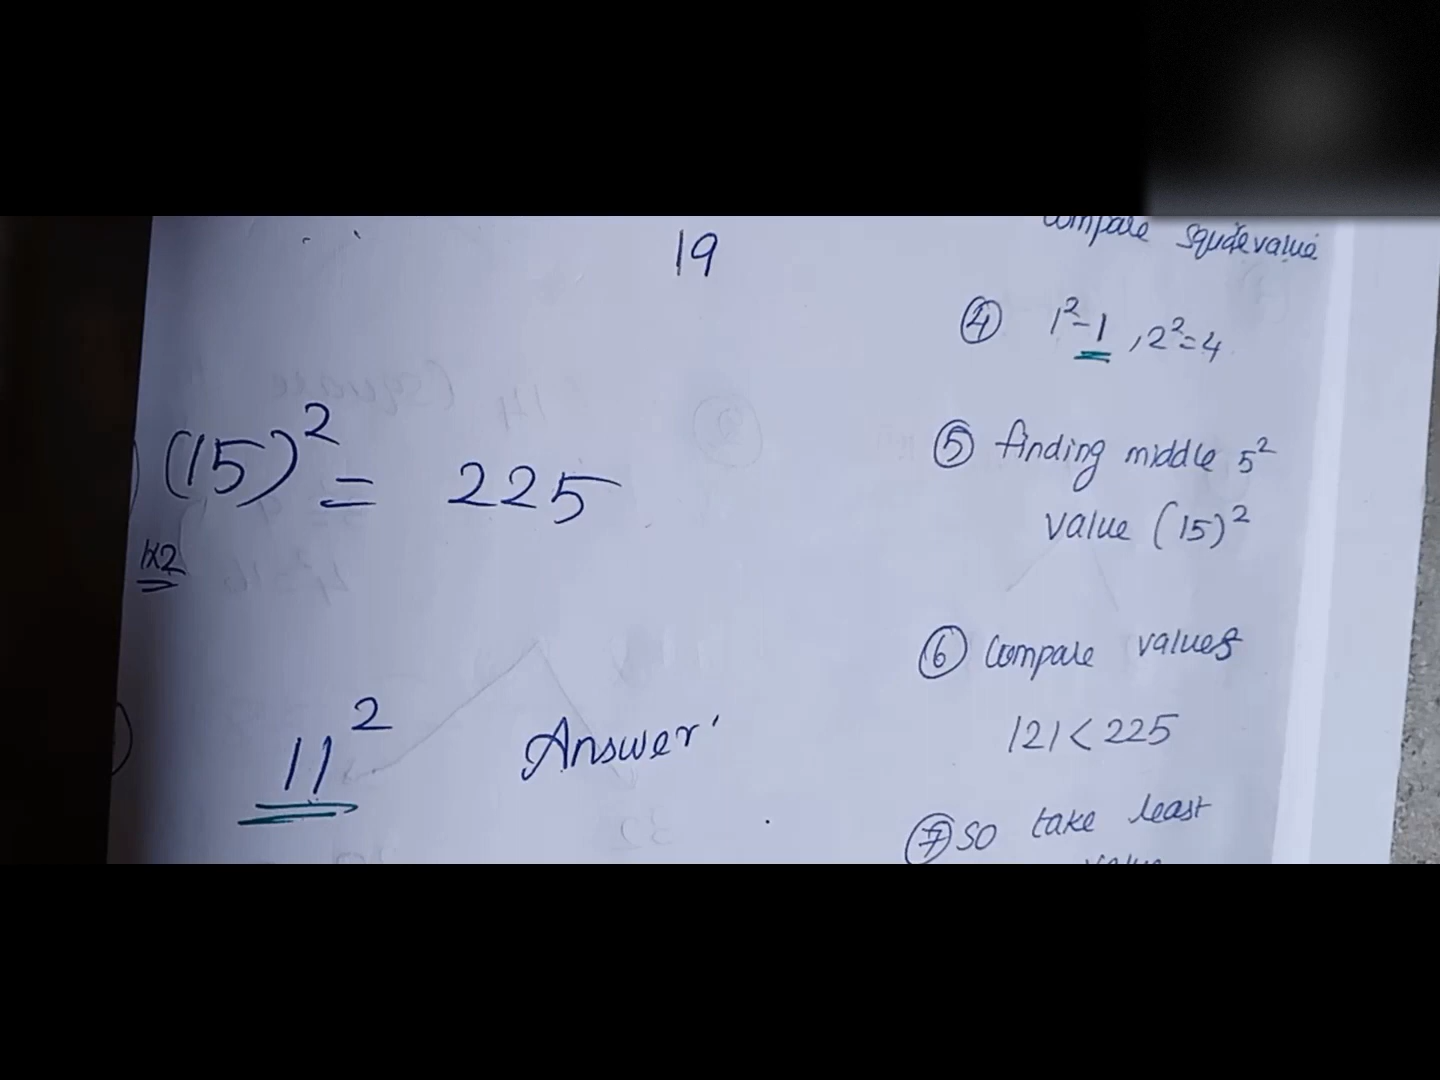 19
(15)² = 225
1x2
11² Answer
compare squarevalue
④ 1²-1, 2²=4
⑤ finding middle 5²
value (15)²
⑥ compare values
121 < 225
⑦ so take least
value